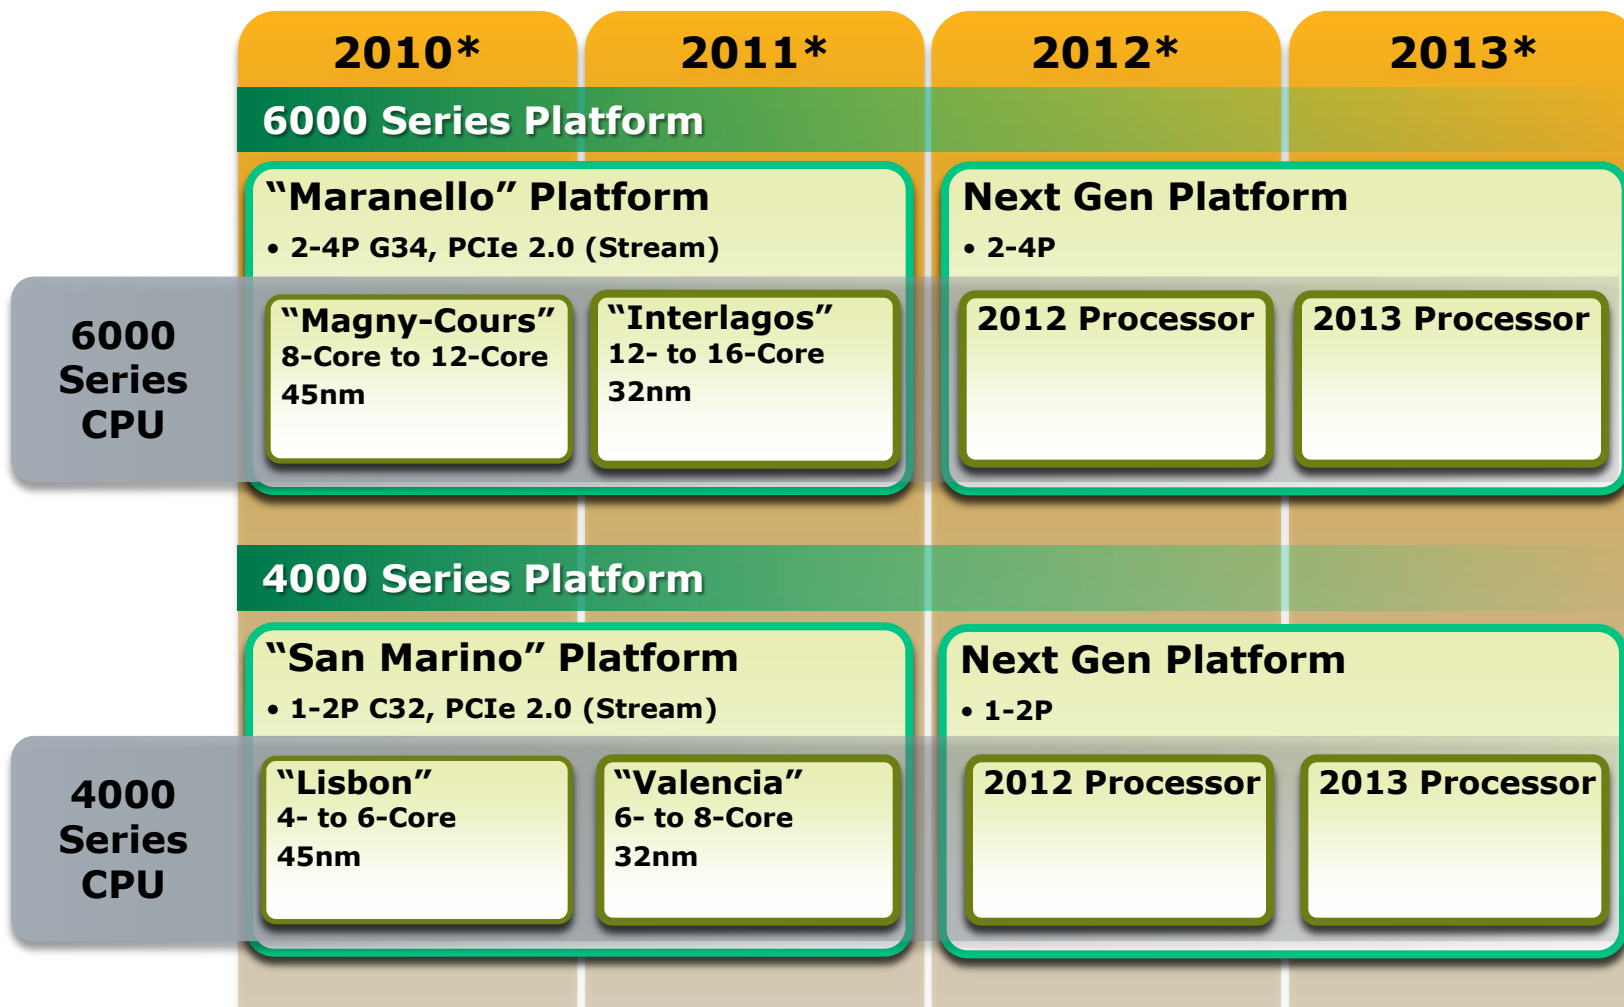 2010*
2011*
2012*
2013*
6000 Series Platform
“Maranello” Platform
• 2-4P G34, PCIe 2.0 (Stream)
Next Gen Platform
• 2-4P
6000
Series
CPU
“Magny-Cours”
8-Core to 12-Core
45nm
“Interlagos”
12- to 16-Core
32nm
2012 Processor
2013 Processor
4000 Series Platform
“San Marino” Platform
• 1-2P C32, PCIe 2.0 (Stream)
Next Gen Platform
• 1-2P
4000
Series
CPU
“Lisbon”
4- to 6-Core
45nm
“Valencia”
6- to 8-Core
32nm
2012 Processor
2013 Processor